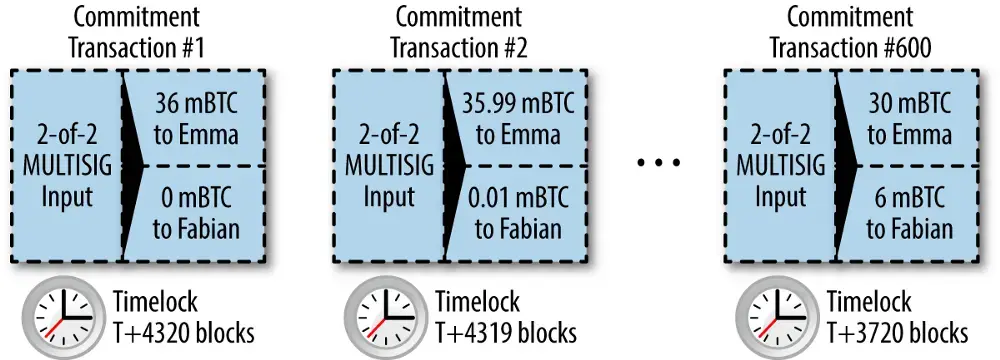 Commitment
Transaction #1
2-of-2
MULTISIG
Input
36 mBTC
to Emma
0 mBTC
to Fabian
Timelock
T+4320 blocks
Commitment
Transaction #2
2-of-2
MULTISIG
Input
35.99 mBTC
to Emma
0.01 mBTC
to Fabian
Timelock
T+4319 blocks
...
Commitment
Transaction #600
2-of-2
MULTISIG
Input
30 mBTC
to Emma
6 mBTC
to Fabian
Timelock
T+3720 blocks